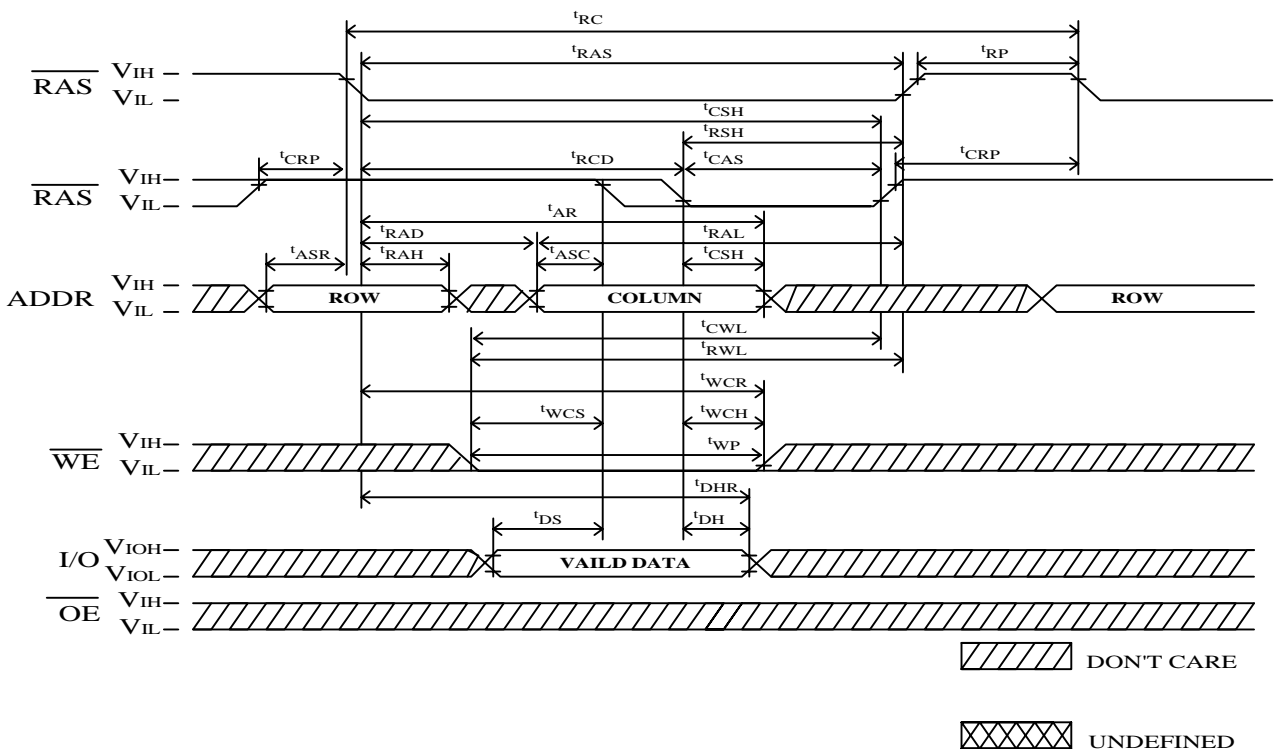 tRC
tRAS
tRP
RAS VIH
VIL
tCSH
tRSH
tCRP tRCD tCAS tCRP
RAS VIH
VIL
tAR
tRAD tRAL
tASR tRAH tASC tCSH
ADDR VIH
VIL
ROW COLUMN ROW
tCWL
tRWL
tWCR
tWCS tWCH
WE VIH
VIL
tWP
tDHR
tDS tDH
I/O VIOH
VIOL
VAILD DATA
OE VIH
VIL
DON'T CARE
UNDEFINED